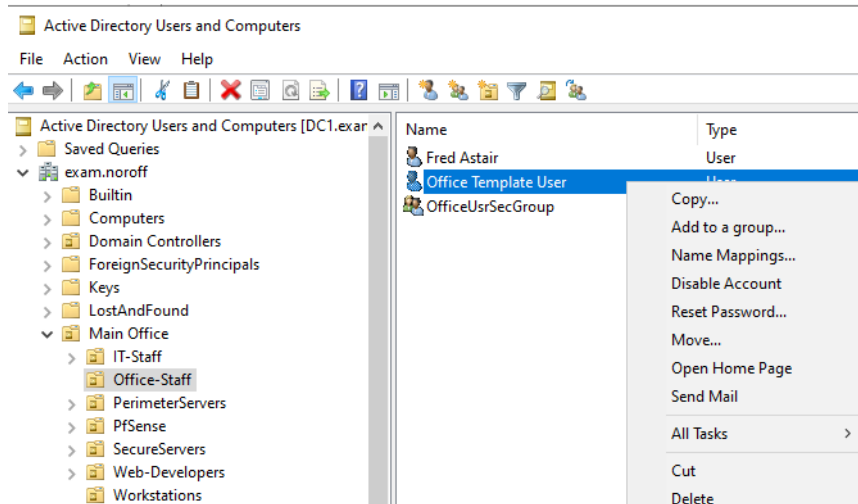 Active Directory Users and Computers
File Action View Help
Active Directory Users and Computers [DC1.exar
Saved Queries
exam.noroff
Builtin
Computers
Domain Controllers
ForeignSecurityPrincipals
Keys
LostAndFound
Main Office
IT-Staff
Office-Staff
PerimeterServers
PfSense
SecureServers
Web-Developers
Workstations
Name Type
Fred Astair User
Office Template User User
OfficeUsrSecGroup
Copy...
Add to a group...
Name Mappings...
Disable Account
Reset Password...
Move...
Open Home Page
Send Mail
All Tasks
Cut
Delete